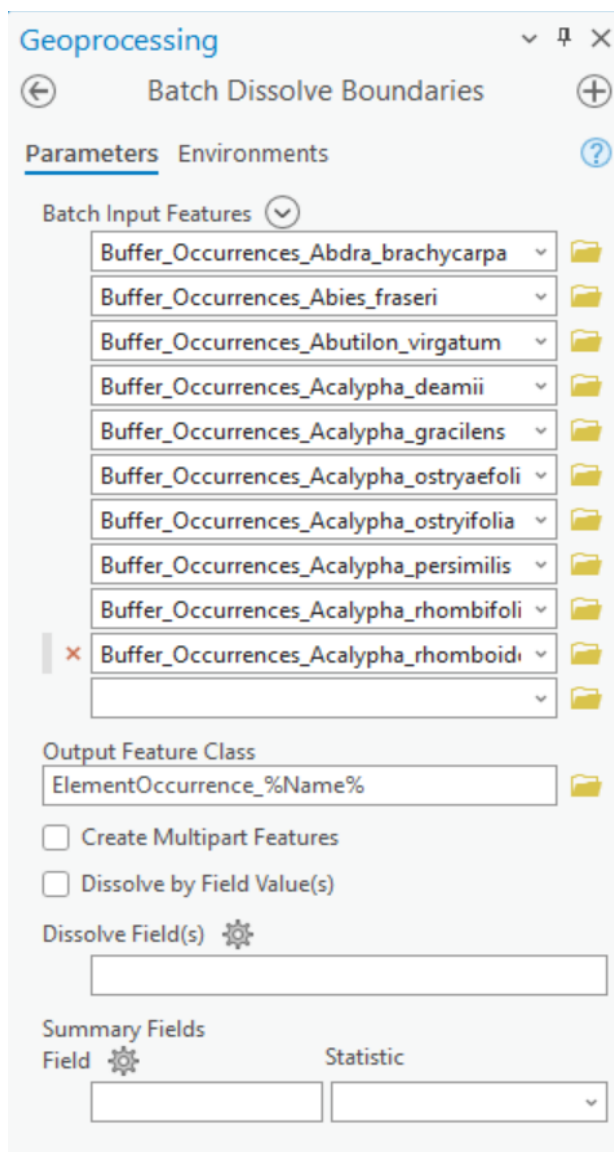 Geoprocessing
Batch Dissolve Boundaries
Parameters Environments
Batch Input Features
Buffer_Occurrences_Abdra_brachycarpa
Buffer_Occurrences_Abies_fraseri
Buffer_Occurrences_Abutilon_virgatum
Buffer_Occurrences_Acalypha_deamii
Buffer_Occurrences_Acalypha_gracilens
Buffer_Occurrences_Acalypha_ostryaefoli
Buffer_Occurrences_Acalypha_ostryifolia
Buffer_Occurrences_Acalypha_persimilis
Buffer_Occurrences_Acalypha_rhombifoli
Buffer_Occurrences_Acalypha_rhomboid
Output Feature Class
ElementOccurrence_%Name%
Create Multipart Features
Dissolve by Field Value(s)
Dissolve Field(s)
Summary Fields
Field Statistic